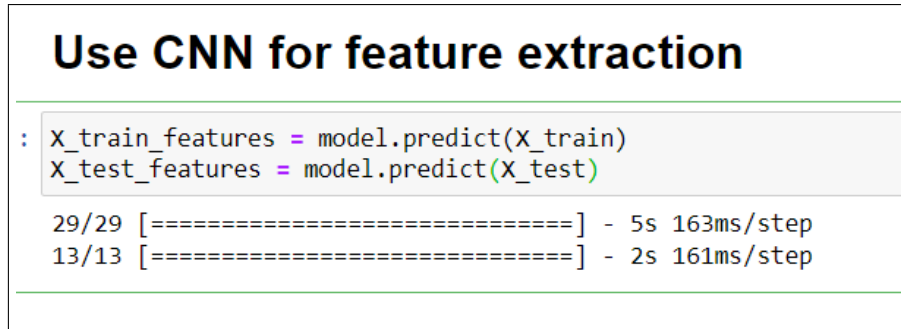 Use CNN for feature extraction
: X_train_features = model.predict(X_train)
X_test_features = model.predict(X_test)
29/29 [==============================] - 5s 163ms/step
13/13 [==============================] - 2s 161ms/step